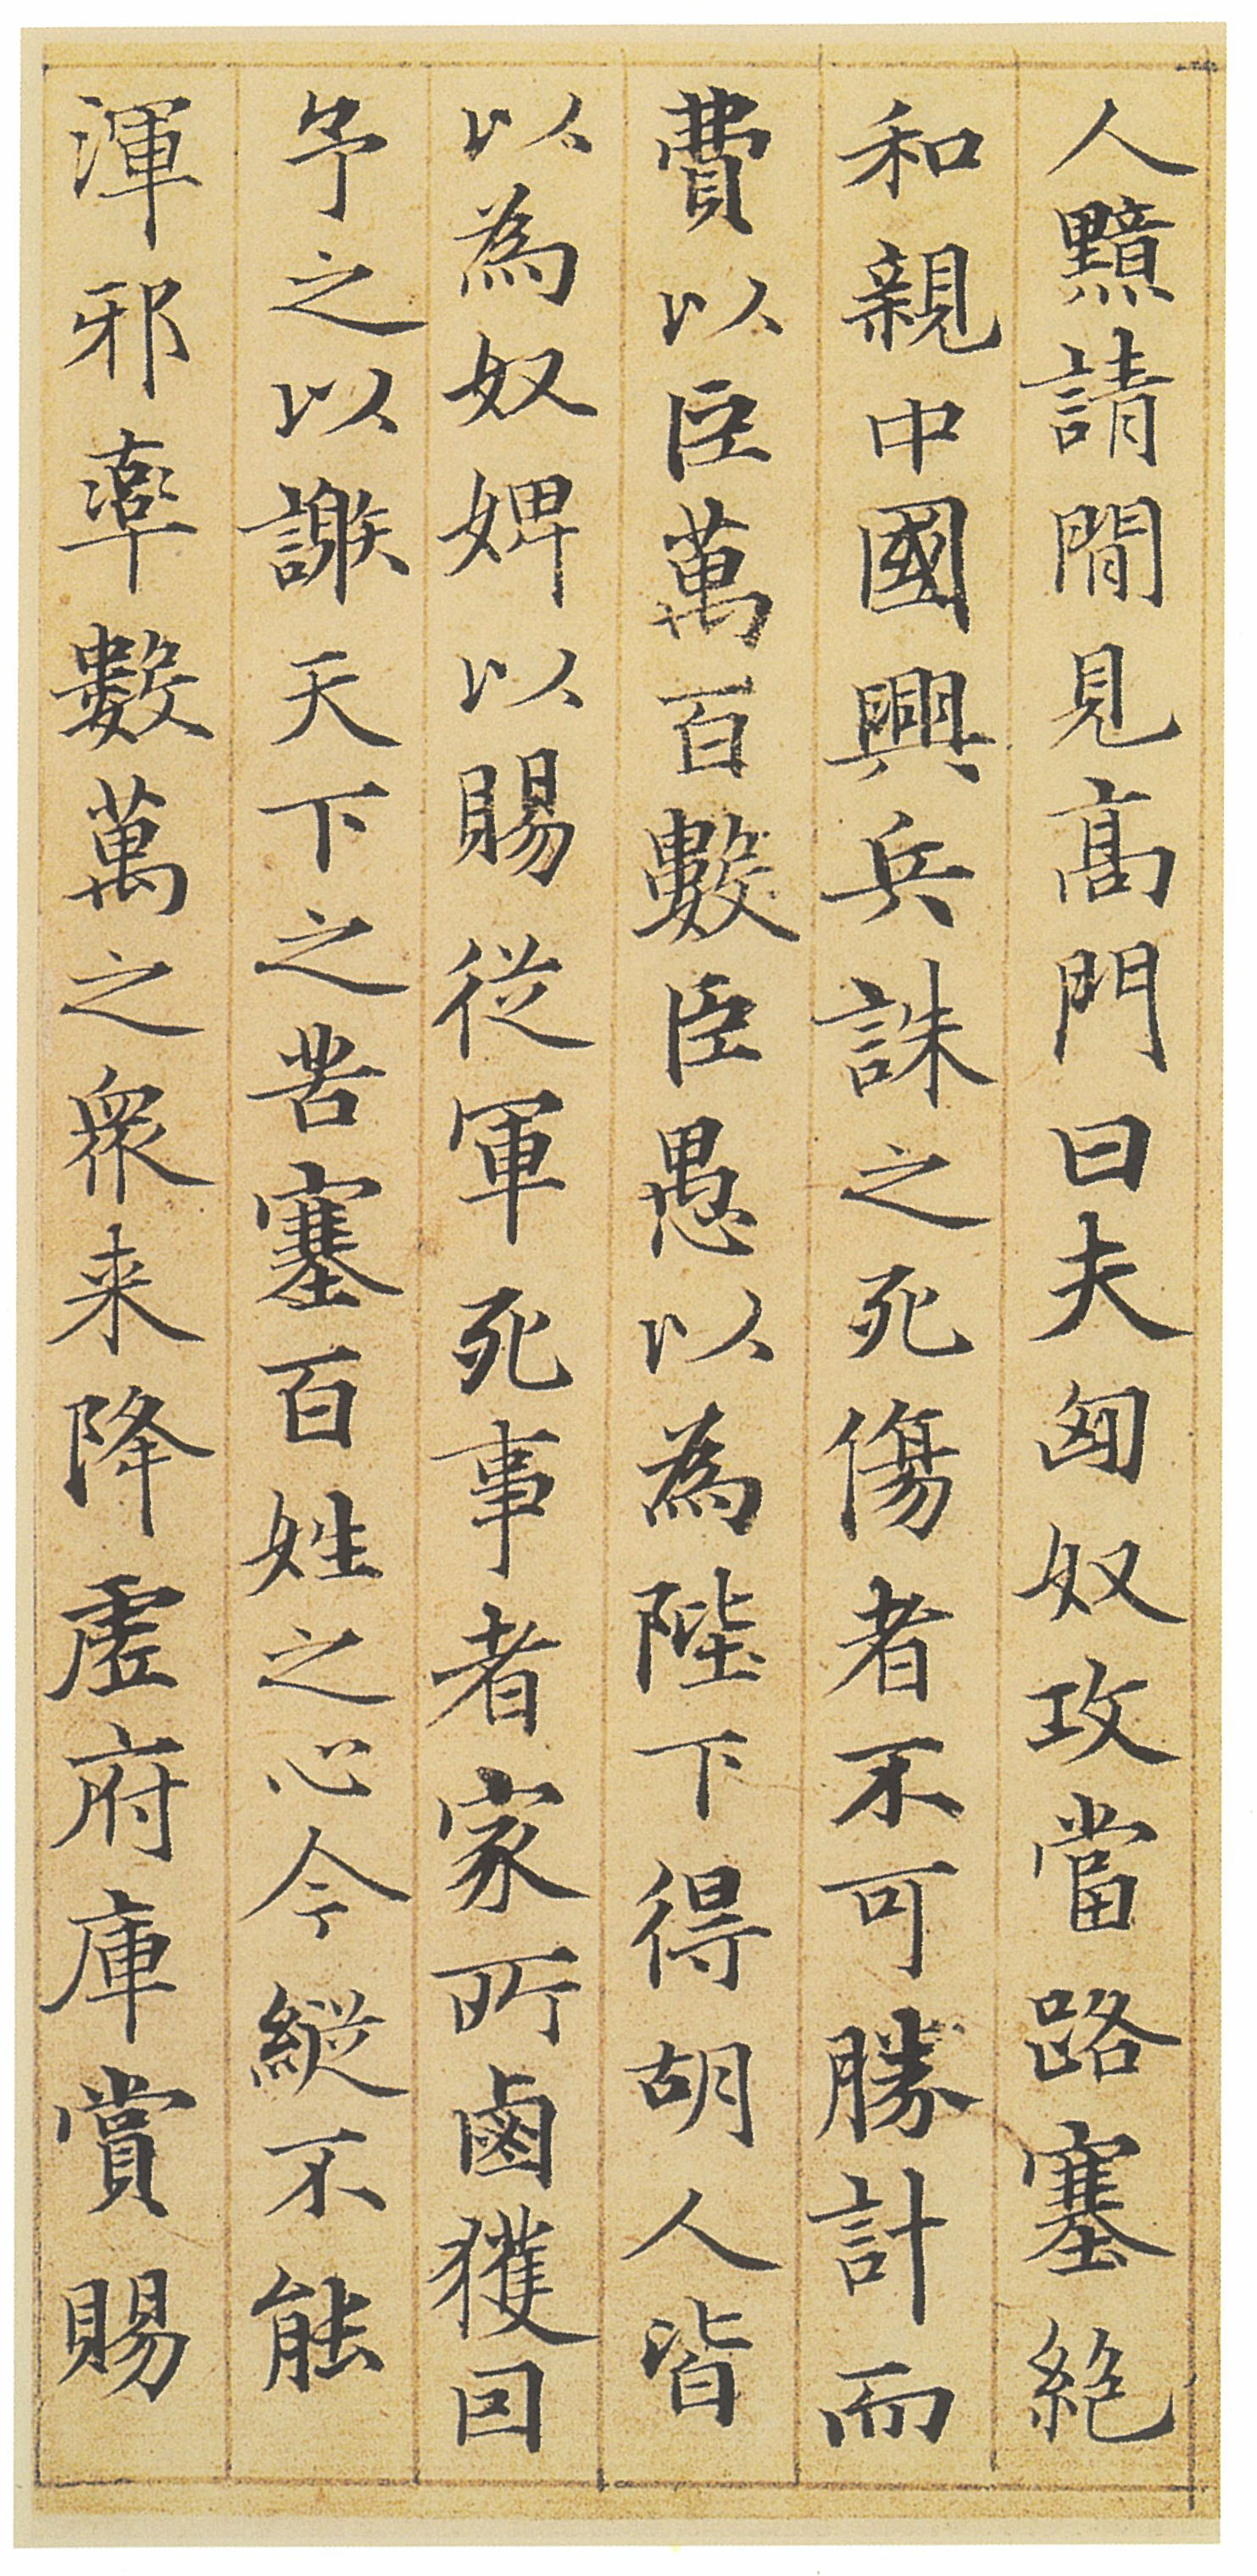 人黯請間見髙門曰夫匈奴攻當路塞絶
和親中國興兵誅之死傷者不可勝計而
費以臣萬百數臣愚以為陛下得胡人皆
以為奴婢以賜從軍死事者家所鹵獲因
予之以謝天下之苦塞百姓之心今縱不能
渾邪率數萬之衆来降虛府庫賞賜